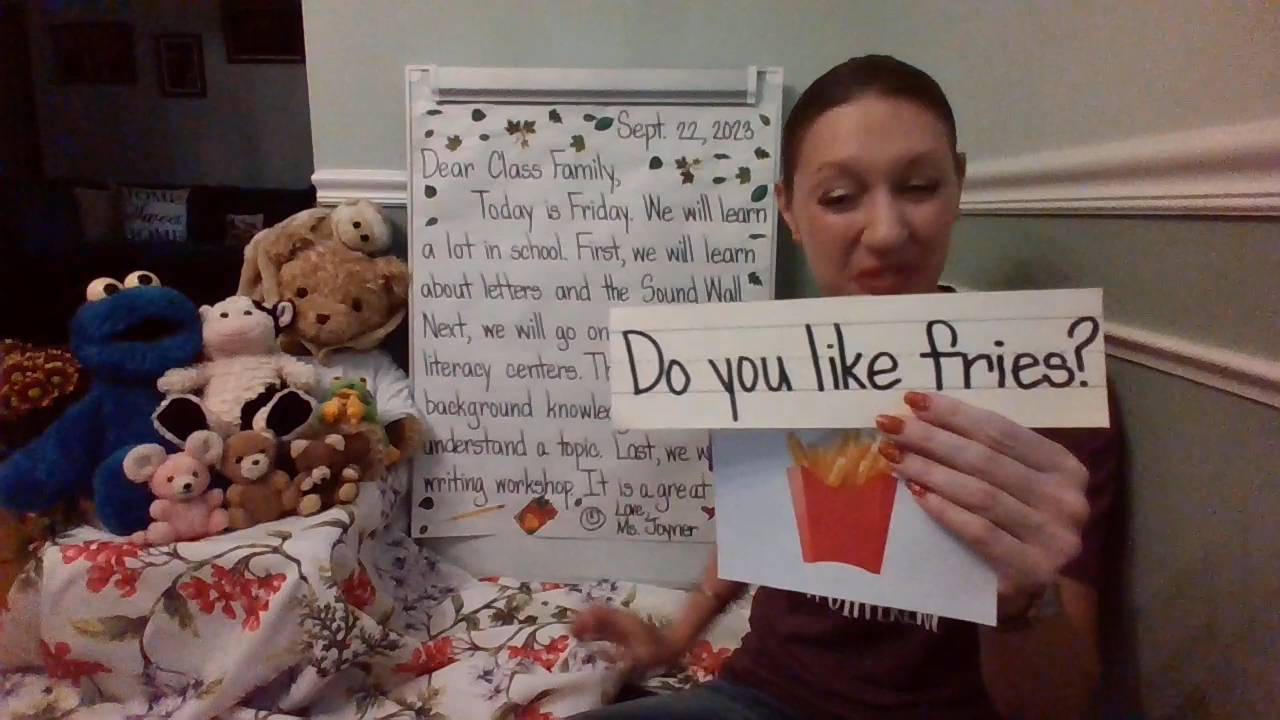 Sept. 22, 2023
Dear Class Family,
Today is Friday. We will learn
a lot in school. First, we will learn
about letters and the Sound Wall
Next, we will go on
literacy centers.
background
understand a topic. Last, we
writing workshop. It is a great
Love,
Ms. Joyner
Do you like fries?
HOME
HOME